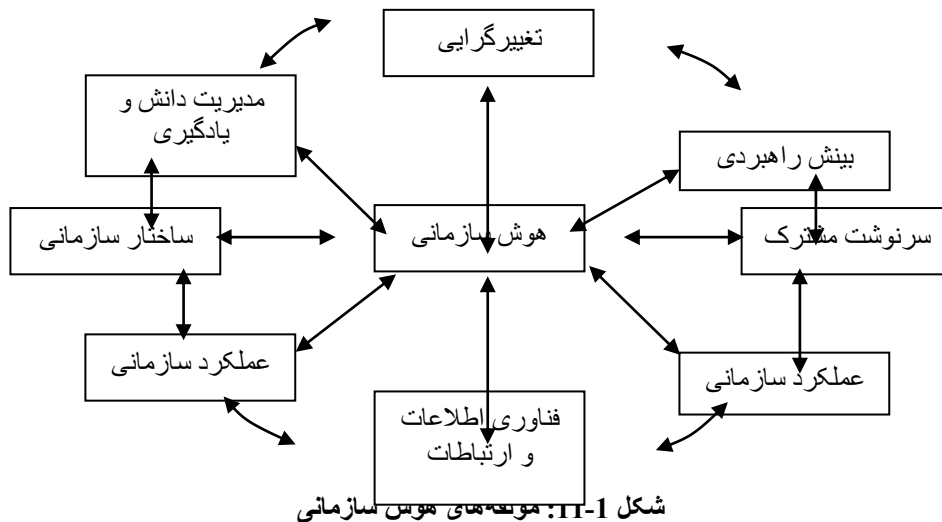 تغییرگرایی
مدیریت دانش و
یادگیری
بینش راهبردی
ساختار سازمانی
هوش سازمانی
سرنوشت مشترک
عملکرد سازمانی
عملکرد سازمانی
فناوری اطلاعات
و ارتباطات
شکل 1-11: مولفه‌های هوش سازمانی